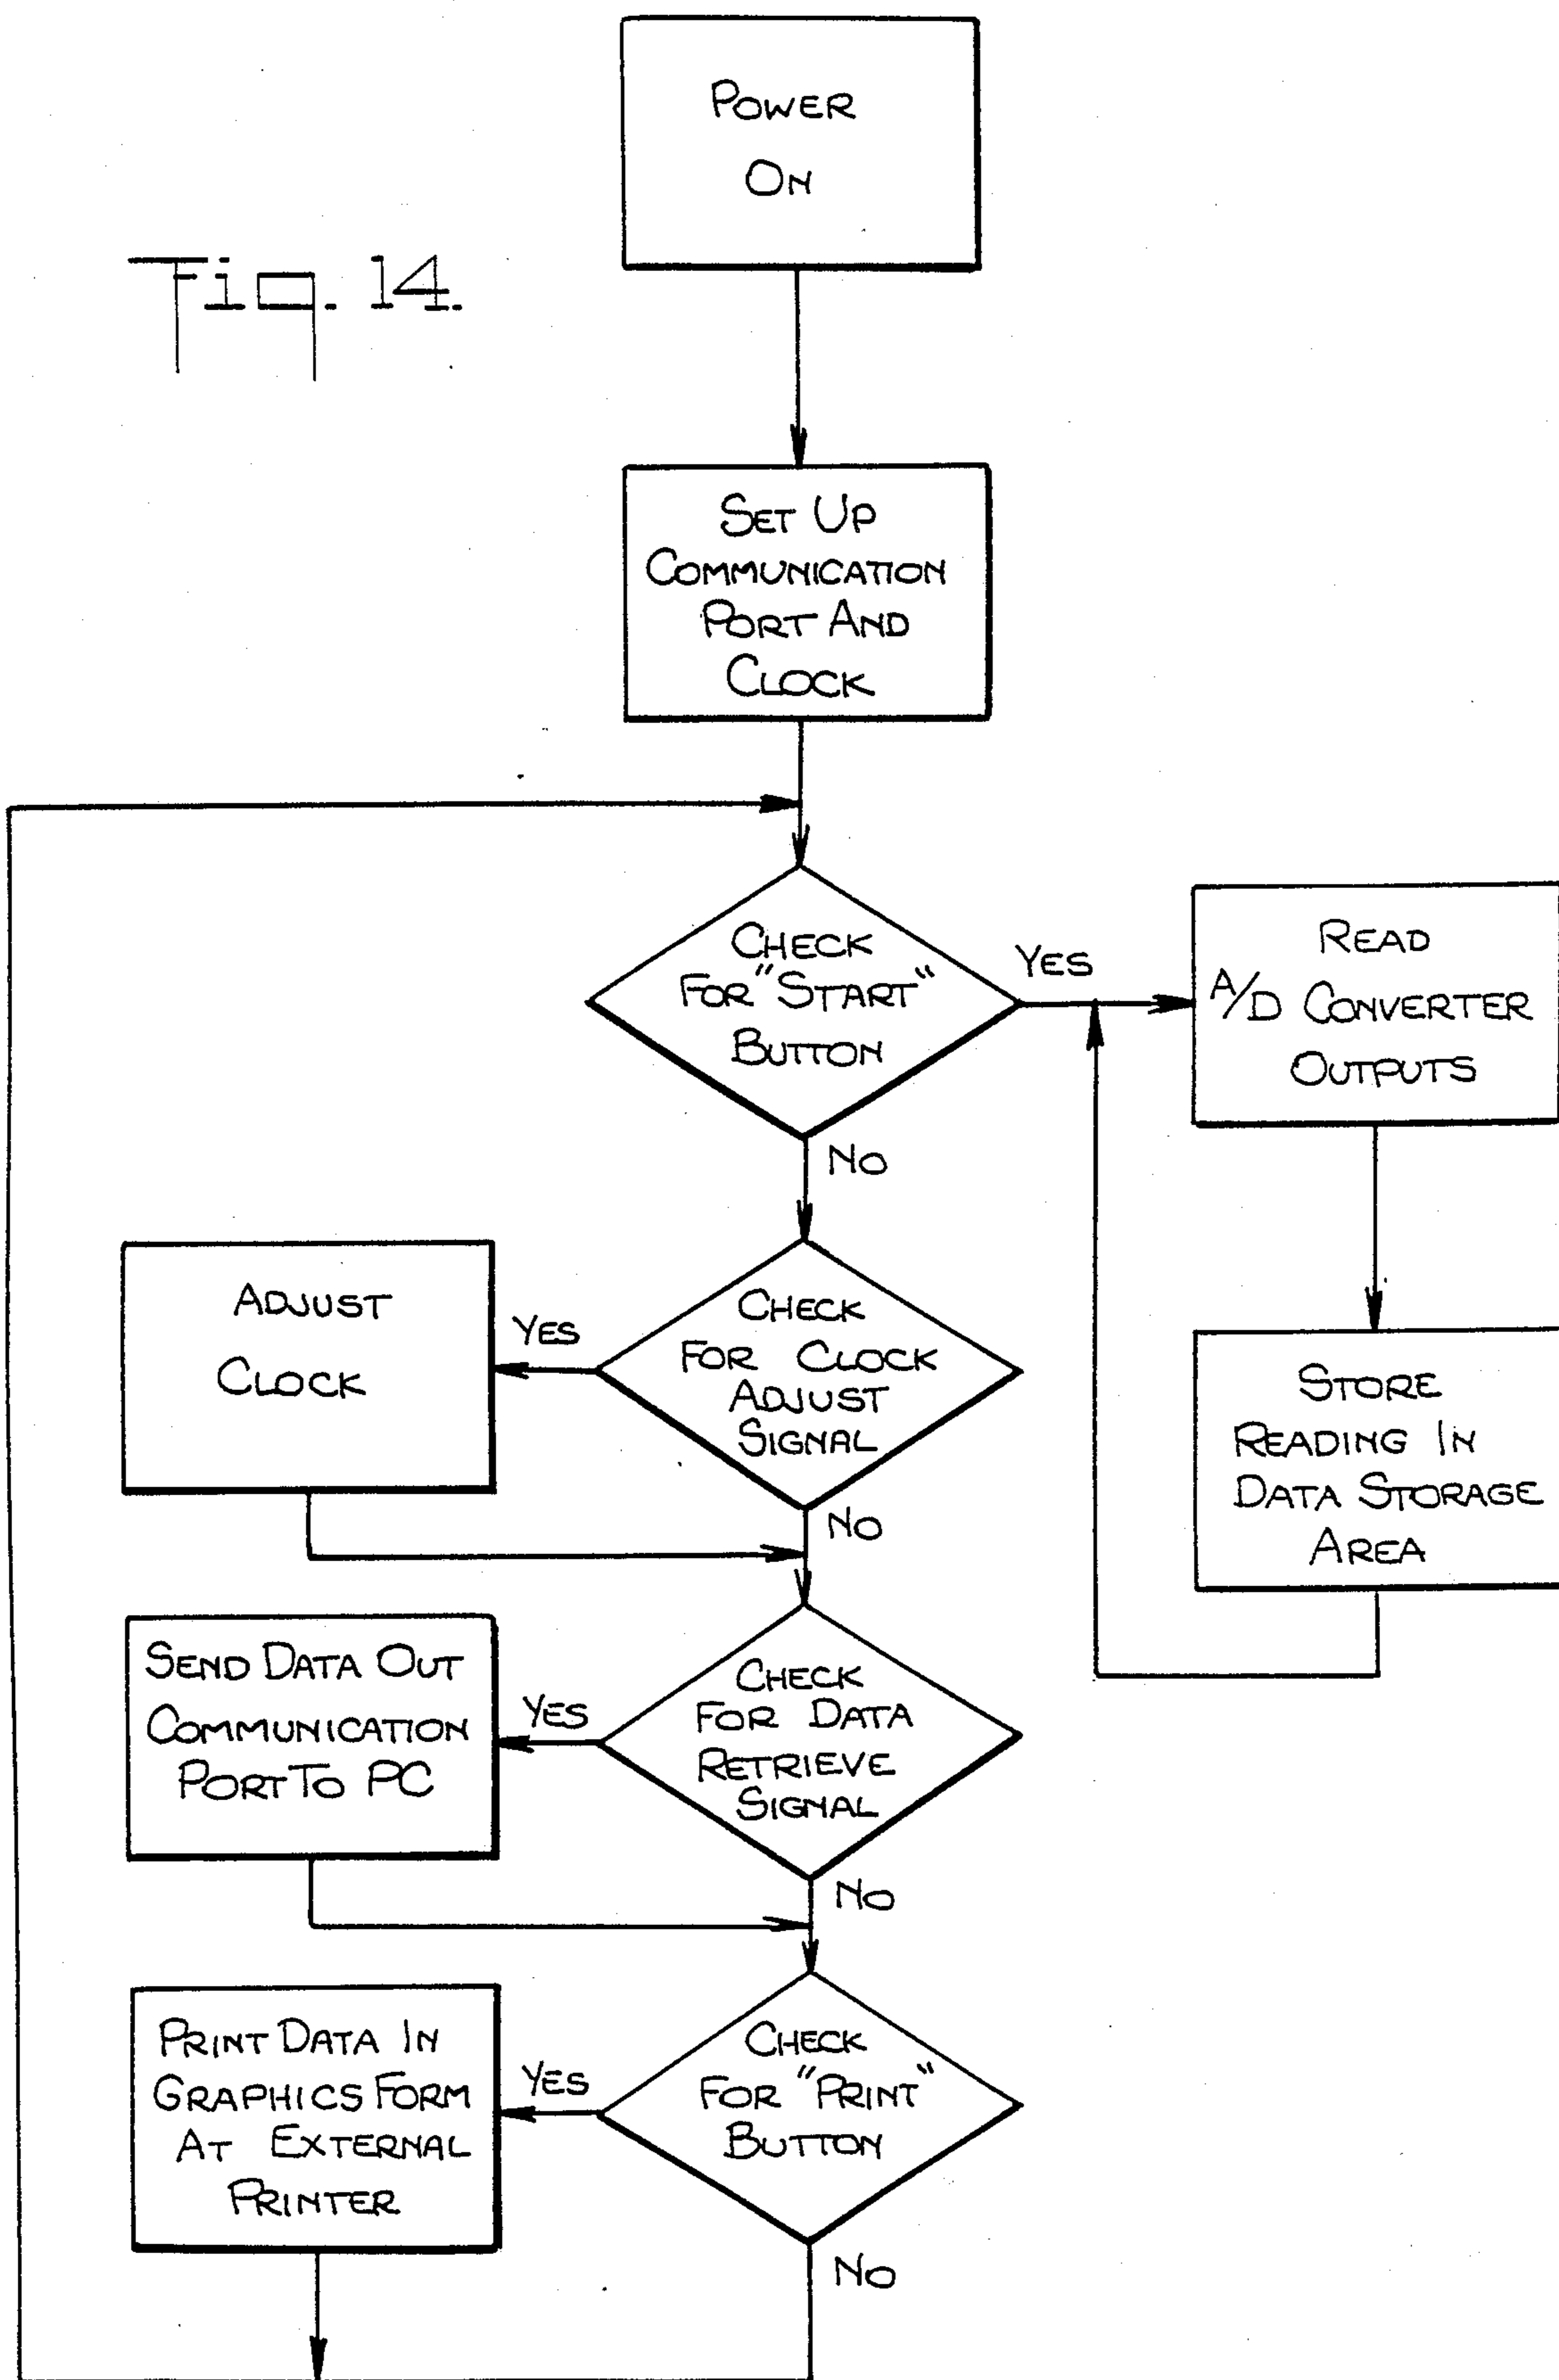 Fig. 14.
POWER
ON
SET UP
COMMUNICATION
PORT AND
CLOCK
CHECK
FOR "START"
BUTTON
YES
READ
A/D CONVERTER
OUTPUTS
NO
STORE
READING IN
DATA STORAGE
AREA
CHECK
FOR CLOCK
ADJUST
SIGNAL
YES
ADJUST
CLOCK
NO
CHECK
FOR DATA
RETRIEVE
SIGNAL
YES
SEND DATA OUT
COMMUNICATION
PORT TO PC
NO
CHECK
FOR "PRINT"
BUTTON
YES
PRINT DATA IN
GRAPHICS FORM
AT EXTERNAL
PRINTER
NO